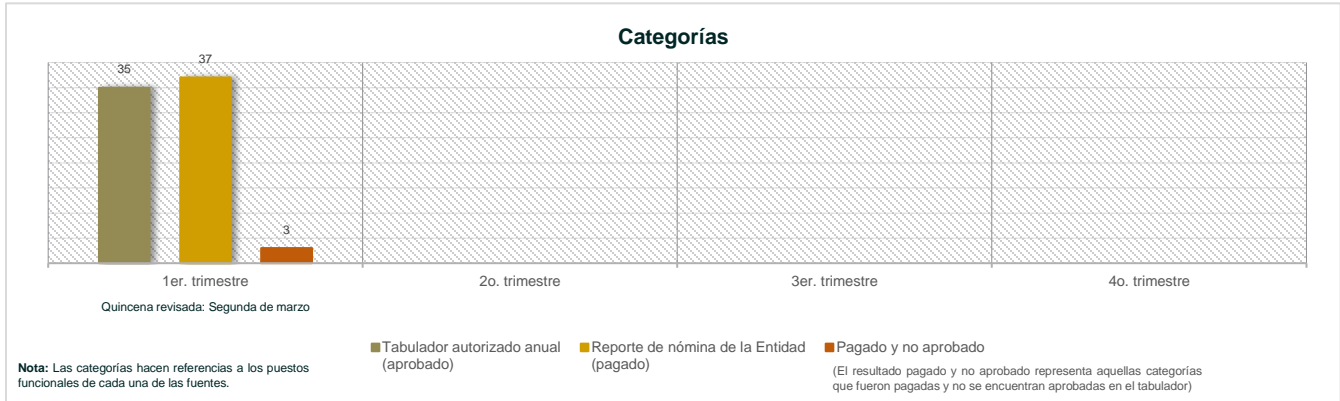 Categorías
35
37
3
1er. trimestre
2o. trimestre
3er. trimestre
4o. trimestre
Quincena revisada: Segunda de marzo
Tabulador autorizado anual
(aprobado)
Reporte de nómina de la Entidad
(pagado)
Pagado y no aprobado
(El resultado pagado y no aprobado representa aquellas categorías
que fueron pagadas y no se encuentran aprobadas en el tabulador)
Nota: Las categorías hacen referencias a los puestos
funcionales de cada una de las fuentes.